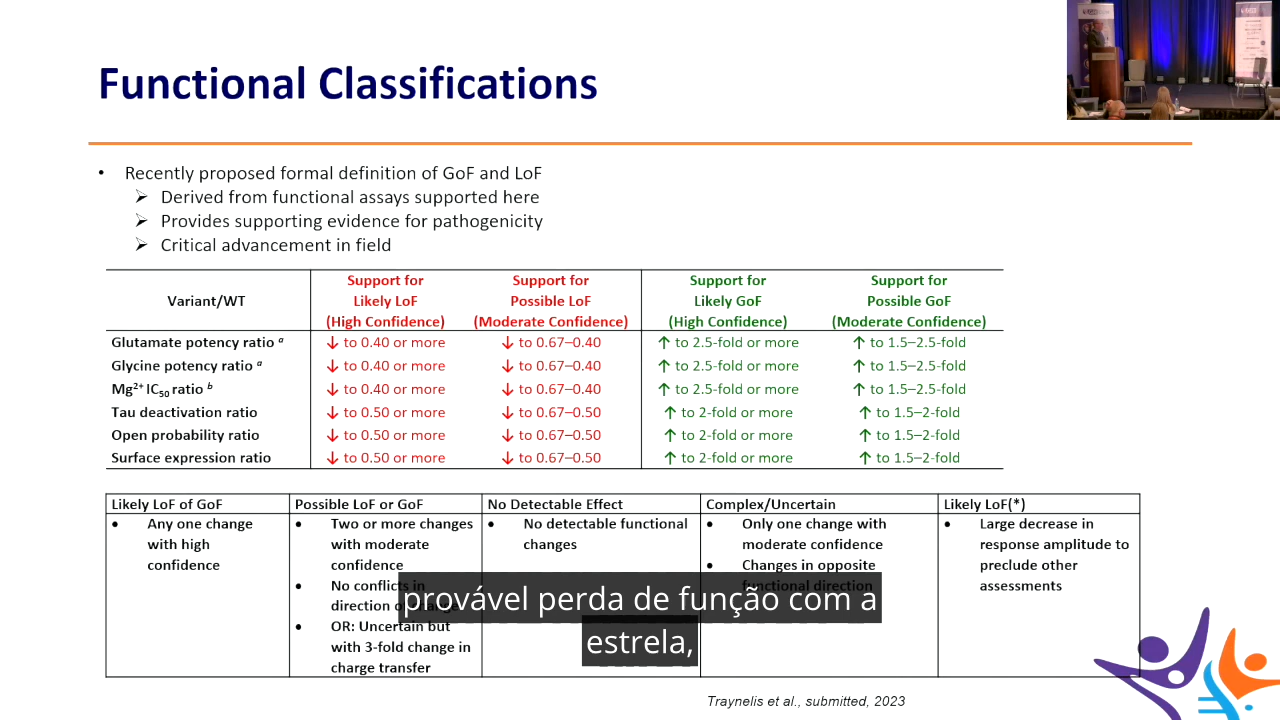 Functional Classifications
• Recently proposed formal definition of GoF and LoF
➢ Derived from functional assays supported here
➢ Provides supporting evidence for pathogenicity
➢ Critical advancement in field
Variant/WT
Support for
Likely LoF
(High Confidence)
Support for
Possible LoF
(Moderate Confidence)
Support for
Likely GoF
(High Confidence)
Support for
Possible GoF
(Moderate Confidence)
Glutamate potency ratio ᵃ ↓ to 0.40 or more ↓ to 0.67–0.40 ↑ to 2.5-fold or more ↑ to 1.5–2.5-fold
Glycine potency ratio ᵃ ↓ to 0.40 or more ↓ to 0.67–0.40 ↑ to 2.5-fold or more ↑ to 1.5–2.5-fold
Mg²⁺ IC₅₀ ratio ᵇ ↓ to 0.40 or more ↓ to 0.67–0.40 ↑ to 2.5-fold or more ↑ to 1.5–2.5-fold
Tau deactivation ratio ↓ to 0.50 or more ↓ to 0.67–0.50 ↑ to 2-fold or more ↑ to 1.5–2-fold
Open probability ratio ↓ to 0.50 or more ↓ to 0.67–0.50 ↑ to 2-fold or more ↑ to 1.5–2-fold
Surface expression ratio ↓ to 0.50 or more ↓ to 0.67–0.50 ↑ to 2-fold or more ↑ to 1.5–2-fold
Likely LoF of GoF
• Any one change
with high
confidence
Possible LoF or GoF
• Two or more changes
with moderate
confidence
• No conflicts in
direction of change
• OR: Uncertain but
with 3-fold change in
charge transfer
No Detectable Effect
• No detectable functional
changes
Complex/Uncertain
• Only one change with
moderate confidence
• Changes in opposite
functional direction
Likely LoF(*)
• Large decrease in
response amplitude to
preclude other
assessments
provável perda de função com a
estrela,
Traynelis et al., submitted, 2023